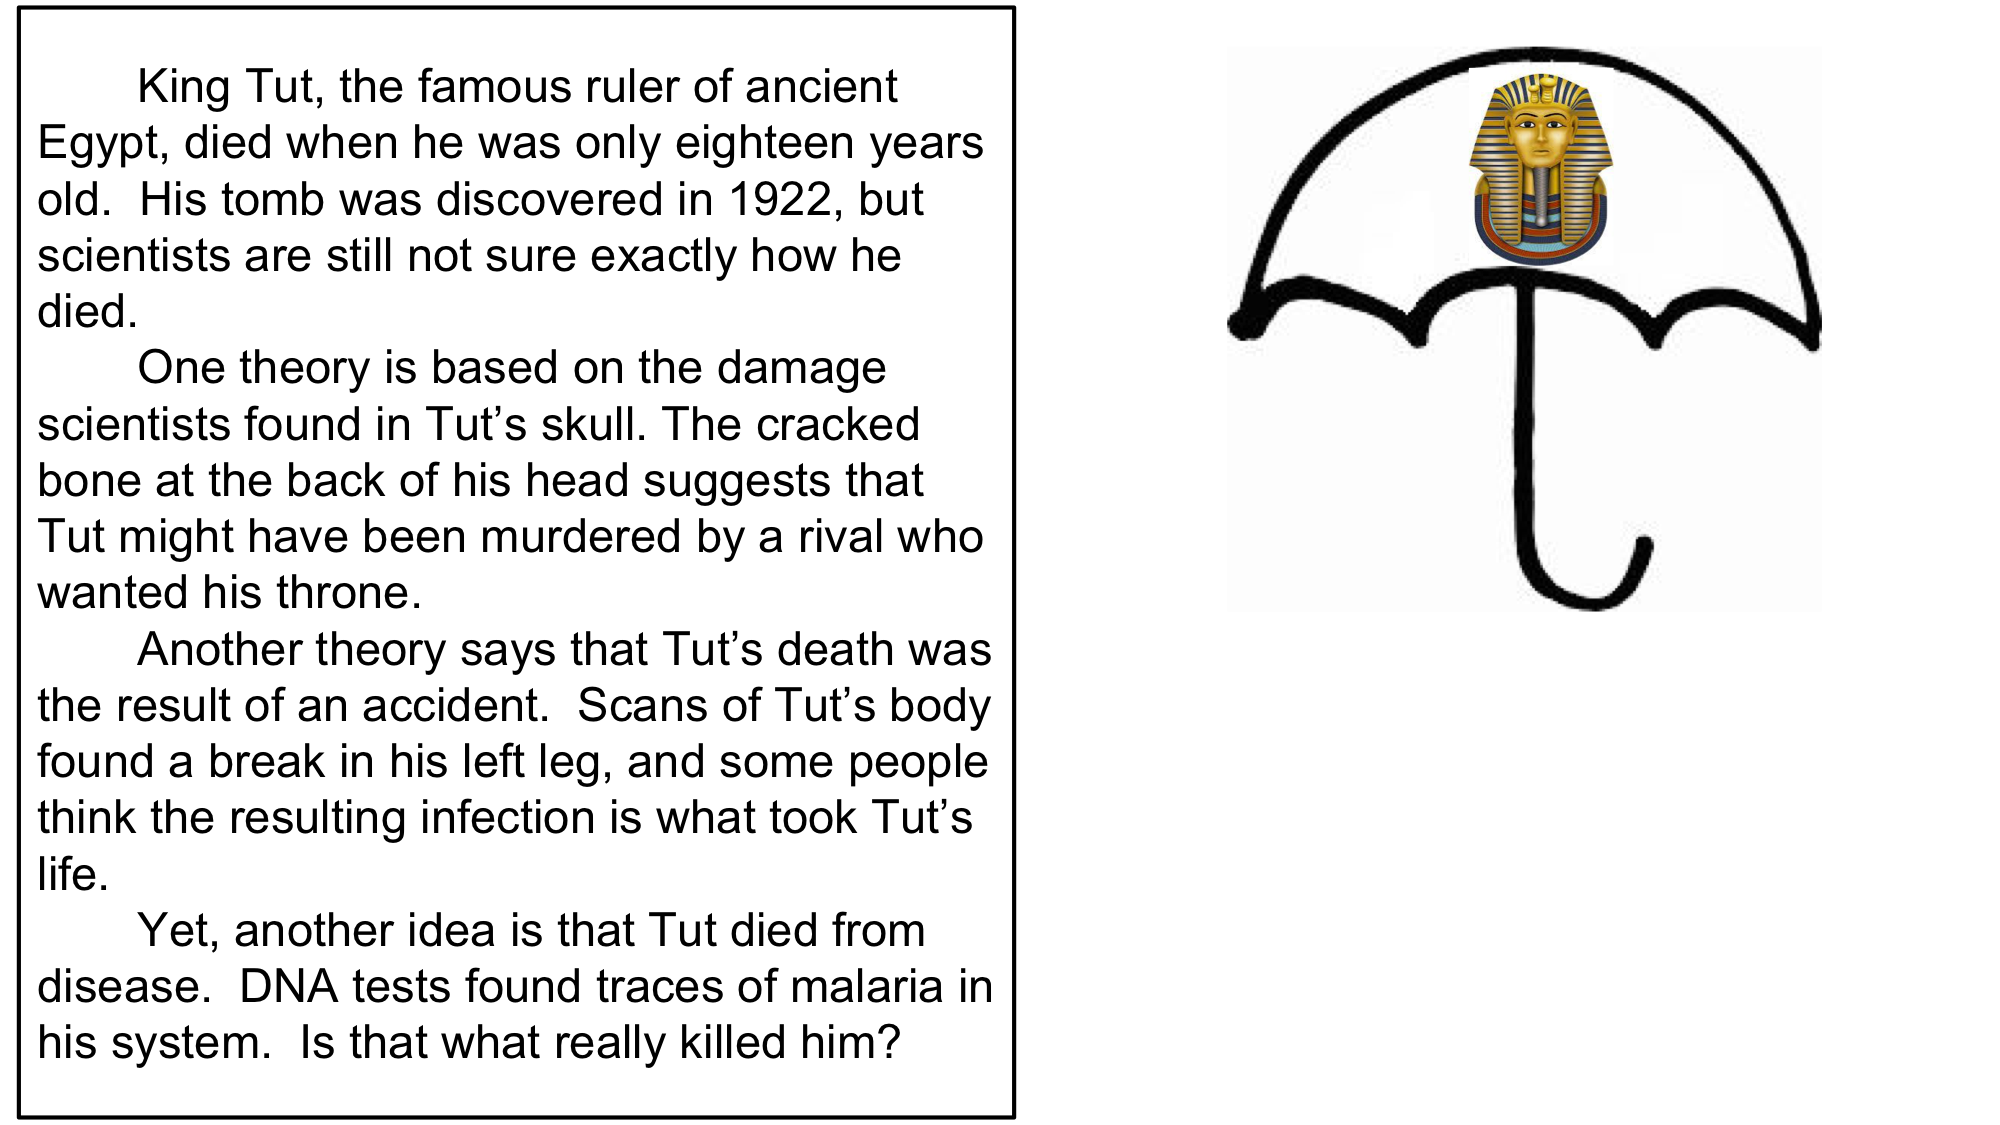 King Tut, the famous ruler of ancient
Egypt, died when he was only eighteen years
old.  His tomb was discovered in 1922, but
scientists are still not sure exactly how he
died.
One theory is based on the damage
scientists found in Tut’s skull. The cracked
bone at the back of his head suggests that
Tut might have been murdered by a rival who
wanted his throne.
Another theory says that Tut’s death was
the result of an accident.  Scans of Tut’s body
found a break in his left leg, and some people
think the resulting infection is what took Tut’s
life.
Yet, another idea is that Tut died from
disease.  DNA tests found traces of malaria in
his system.  Is that what really killed him?